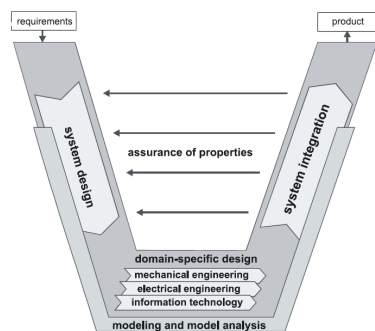 requirements
product
system design
assurance of properties
system integration
domain-specific design
mechanical engineering
electrical engineering
information technology
modeling and model analysis